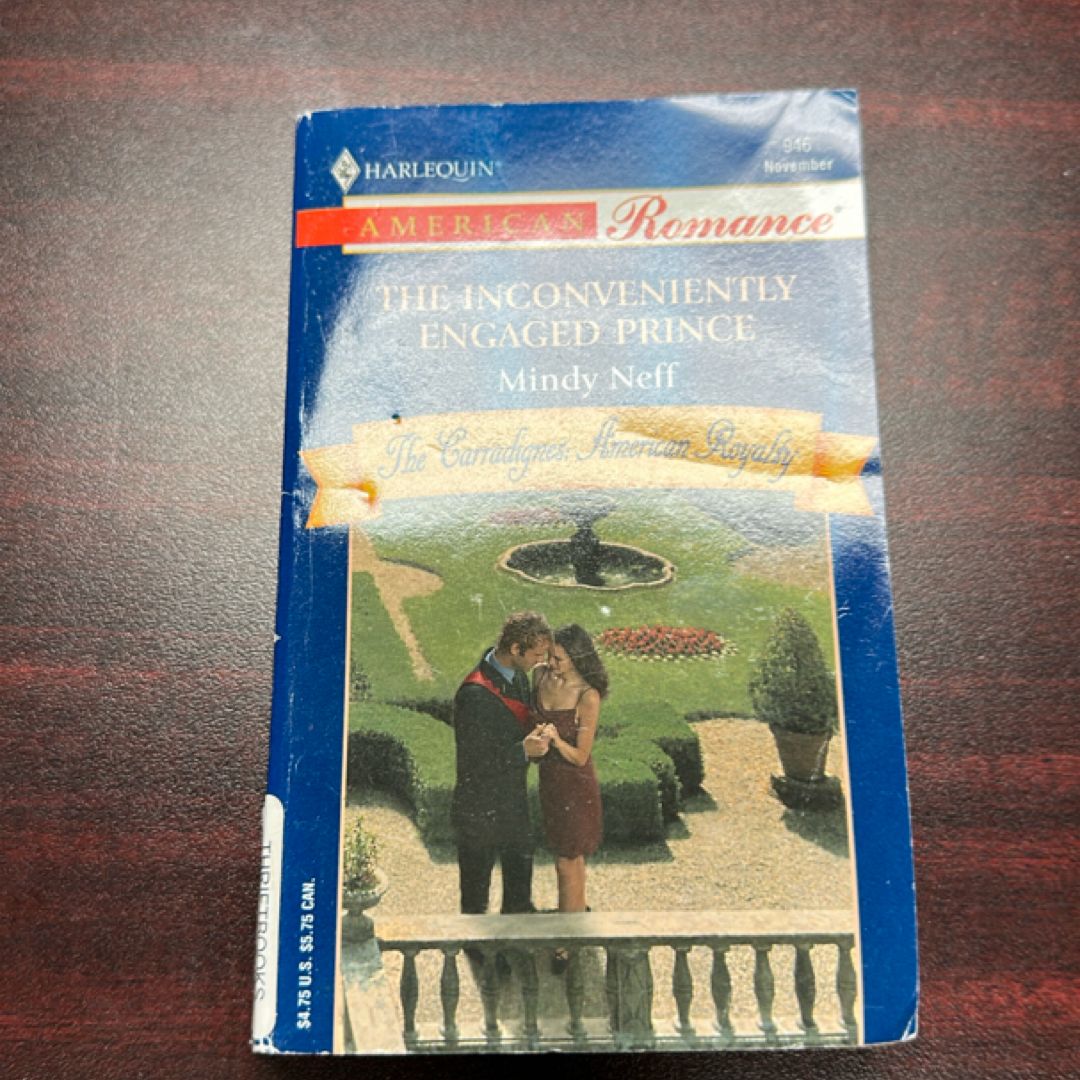 HARLEQUIN®
946
November
AMERICAN Romance®
THE INCONVENIENTLY
ENGAGED PRINCE
Mindy Neff
The Carradignes: American Royalty
$4.75 U.S. $5.75 CAN.
THRIFTBOOKS